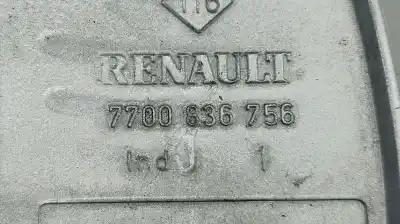 116
RENAULT
7700 836 756
Ind J 1